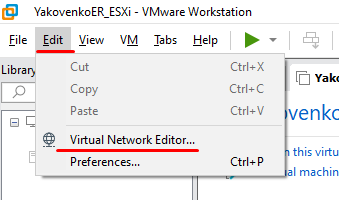 YakovenkoER_ESXi - VMware Workstation
File Edit View VM Tabs Help
Library
Cut Ctrl+X
Copy Ctrl+C
Paste Ctrl+V
Virtual Network Editor...
Preferences... Ctrl+P
Yako
ovenko
n this virtu
al machin